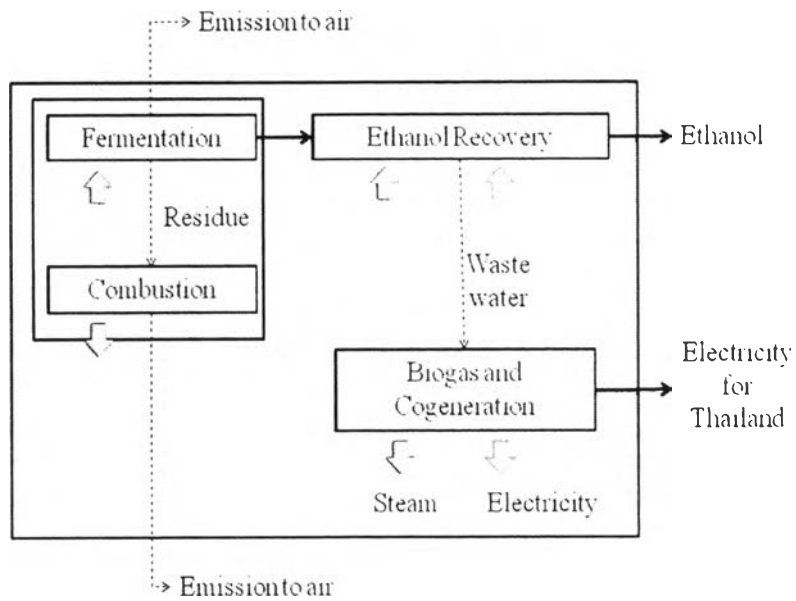 Emission to air
Fermentation
Ethanol Recovery
Ethanol
Residue
Combustion
Waste
water
Biogas and
Cogeneration
Electricity
for
Thailand
Steam
Electricity
Emission to air